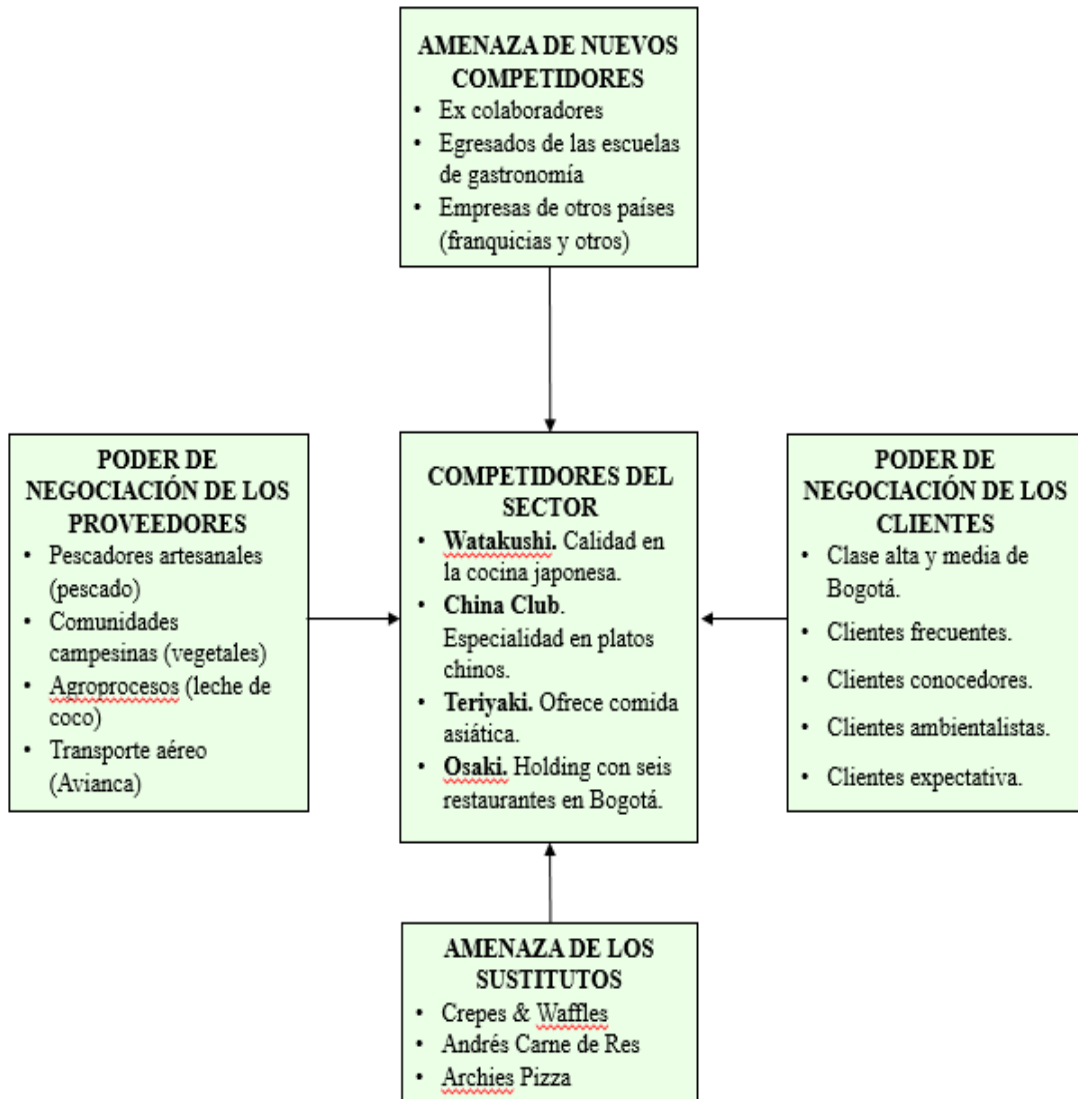 AMENAZA DE NUEVOS
COMPETIDORES
• Ex colaboradores
• Egresados de las escuelas
de gastronomía
• Empresas de otros países
(franquicias y otros)
PODER DE
NEGOCIACIÓN DE LOS
PROVEEDORES
• Pescadores artesanales
(pescado)
• Comunidades
campesinas (vegetales)
• Agroprocesos (leche de
coco)
• Transporte aéreo
(Avianca)
COMPETIDORES DEL
SECTOR
• Watakushi. Calidad en
la cocina japonesa.
• China Club.
Especialidad en platos
chinos.
• Teriyaki. Ofrece comida
asiática.
• Osaki. Holding con seis
restaurantes en Bogotá.
PODER DE
NEGOCIACIÓN DE LOS
CLIENTES
• Clase alta y media de
Bogotá.
• Clientes frecuentes.
• Clientes conocedores.
• Clientes ambientalistas.
• Clientes expectativa.
AMENAZA DE LOS
SUSTITUTOS
• Crepes & Waffles
• Andrés Carne de Res
• Archies Pizza